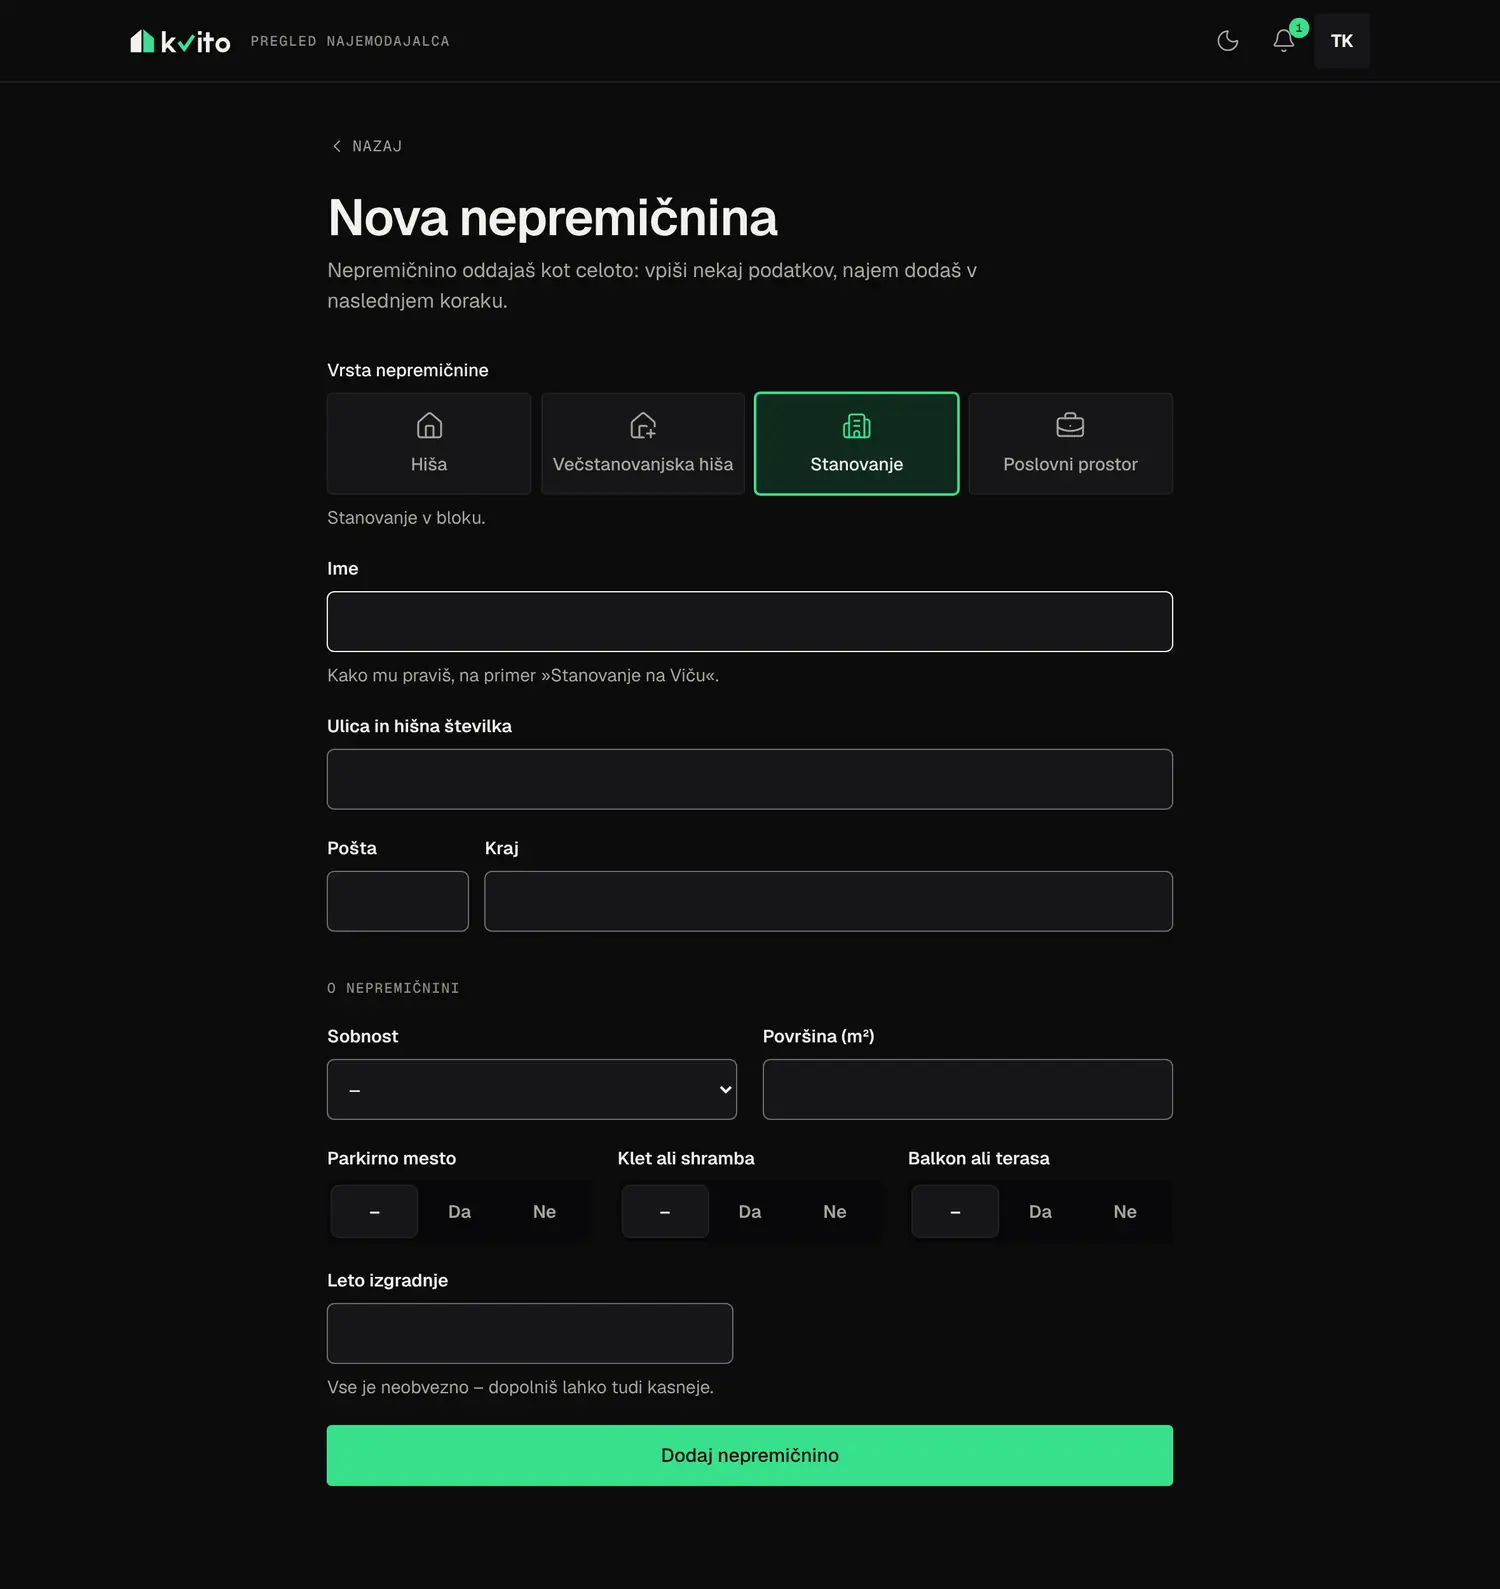 kvito PREGLED NAJEMODAJALCA 1 TK
NAZAJ
Nova nepremičnina
Nepremičnino oddajaš kot celoto: vpiši nekaj podatkov, najem dodaš v
naslednjem koraku.
Vrsta nepremičnine
Hiša Večstanovanjska hiša Stanovanje Poslovni prostor
Stanovanje v bloku.
Ime
Kako mu praviš, na primer »Stanovanje na Viču«.
Ulica in hišna številka
Pošta Kraj
O NEPREMIČNINI
Sobnost Površina (m²)
–
Parkirno mesto Klet ali shramba Balkon ali terasa
– Da Ne – Da Ne – Da Ne
Leto izgradnje
Vse je neobvezno – dopolniš lahko tudi kasneje.
Dodaj nepremičnino